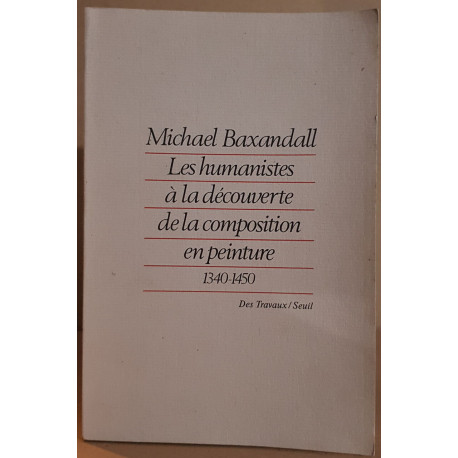 Michael Baxandall
Les humanistes
à la découverte
de la composition
en peinture
1340-1450
Des Travaux/Seuil